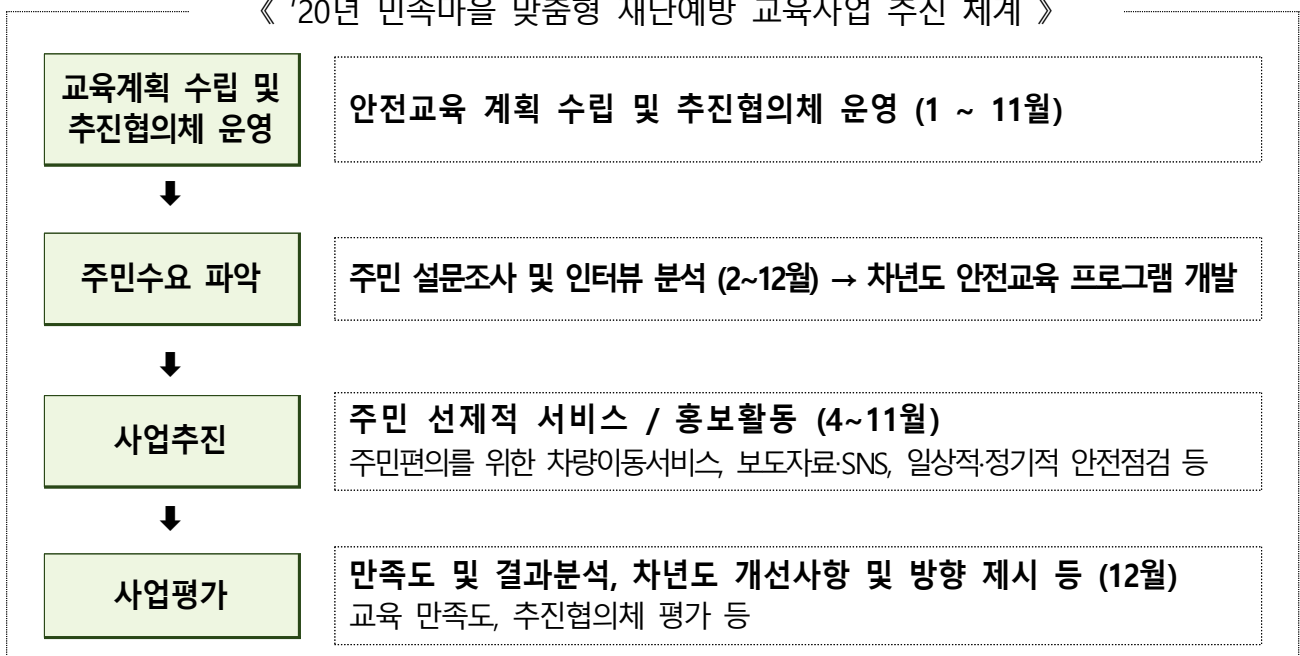 《 '20년 민속마을 맞춤형 재난예방 교육사업 추진 체계 》
교육계획 수립 및
추진협의체 운영
안전교육 계획 수립 및 추진협의체 운영 (1 ~ 11월)
⬇
주민수요 파악
주민 설문조사 및 인터뷰 분석 (2~12월) → 차년도 안전교육 프로그램 개발
⬇
사업추진
주민 선제적 서비스 / 홍보활동 (4~11월)
주민편의를 위한 차량이동서비스, 보도자료·SNS, 일상적·정기적 안전점검 등
⬇
사업평가
만족도 및 결과분석, 차년도 개선사항 및 방향 제시 등 (12월)
교육 만족도, 추진협의체 평가 등